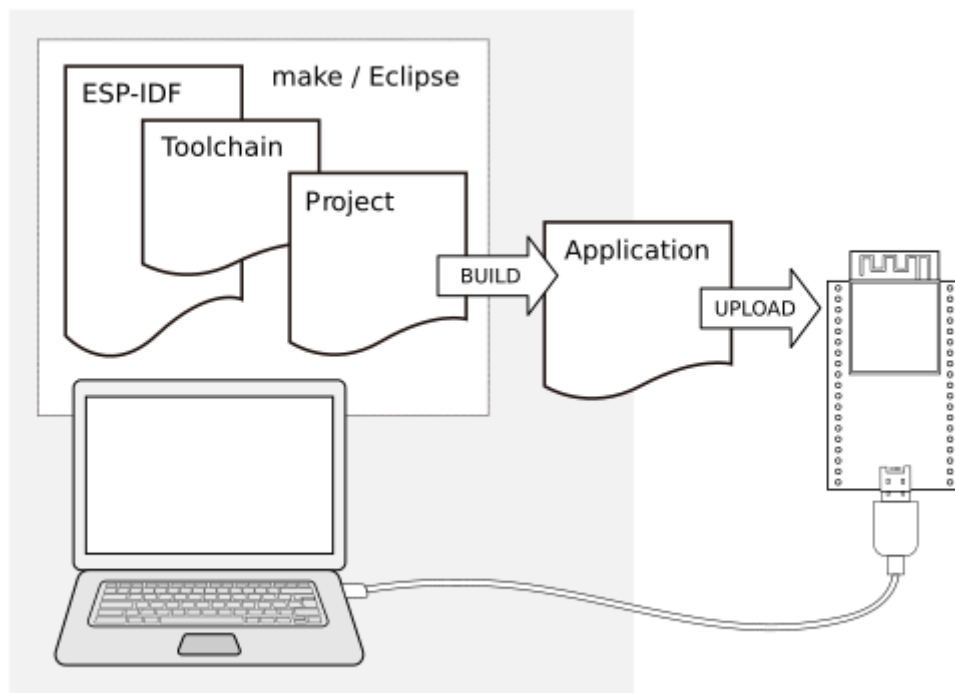 make / Eclipse
ESP-IDF
Toolchain
Project
BUILD
Application
UPLOAD